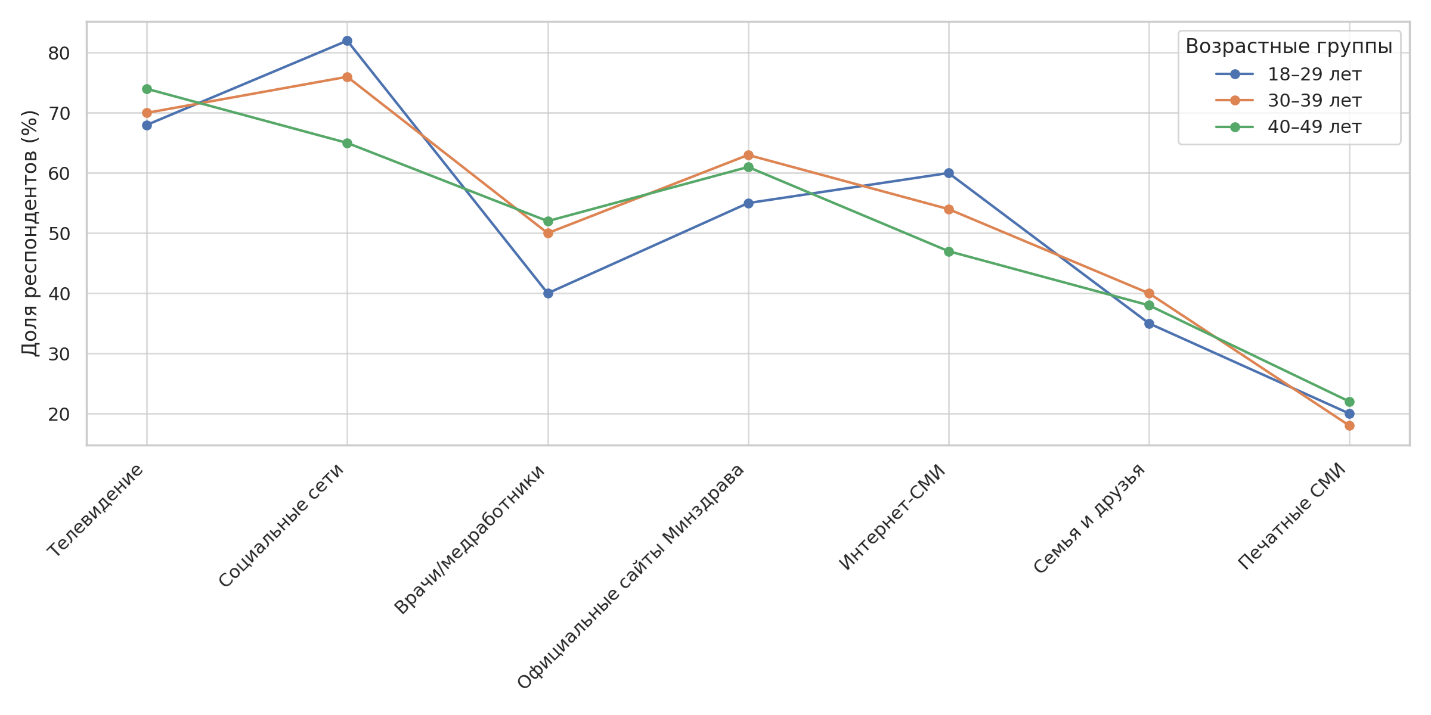 Доля респондентов (%)
80
70
60
50
40
30
20
Возрастные группы
18–29 лет
30–39 лет
40–49 лет
Телевидение
Социальные сети
Врачи/медработники
Официальные сайты Минздрава
Интернет-СМИ
Семья и друзья
Печатные СМИ